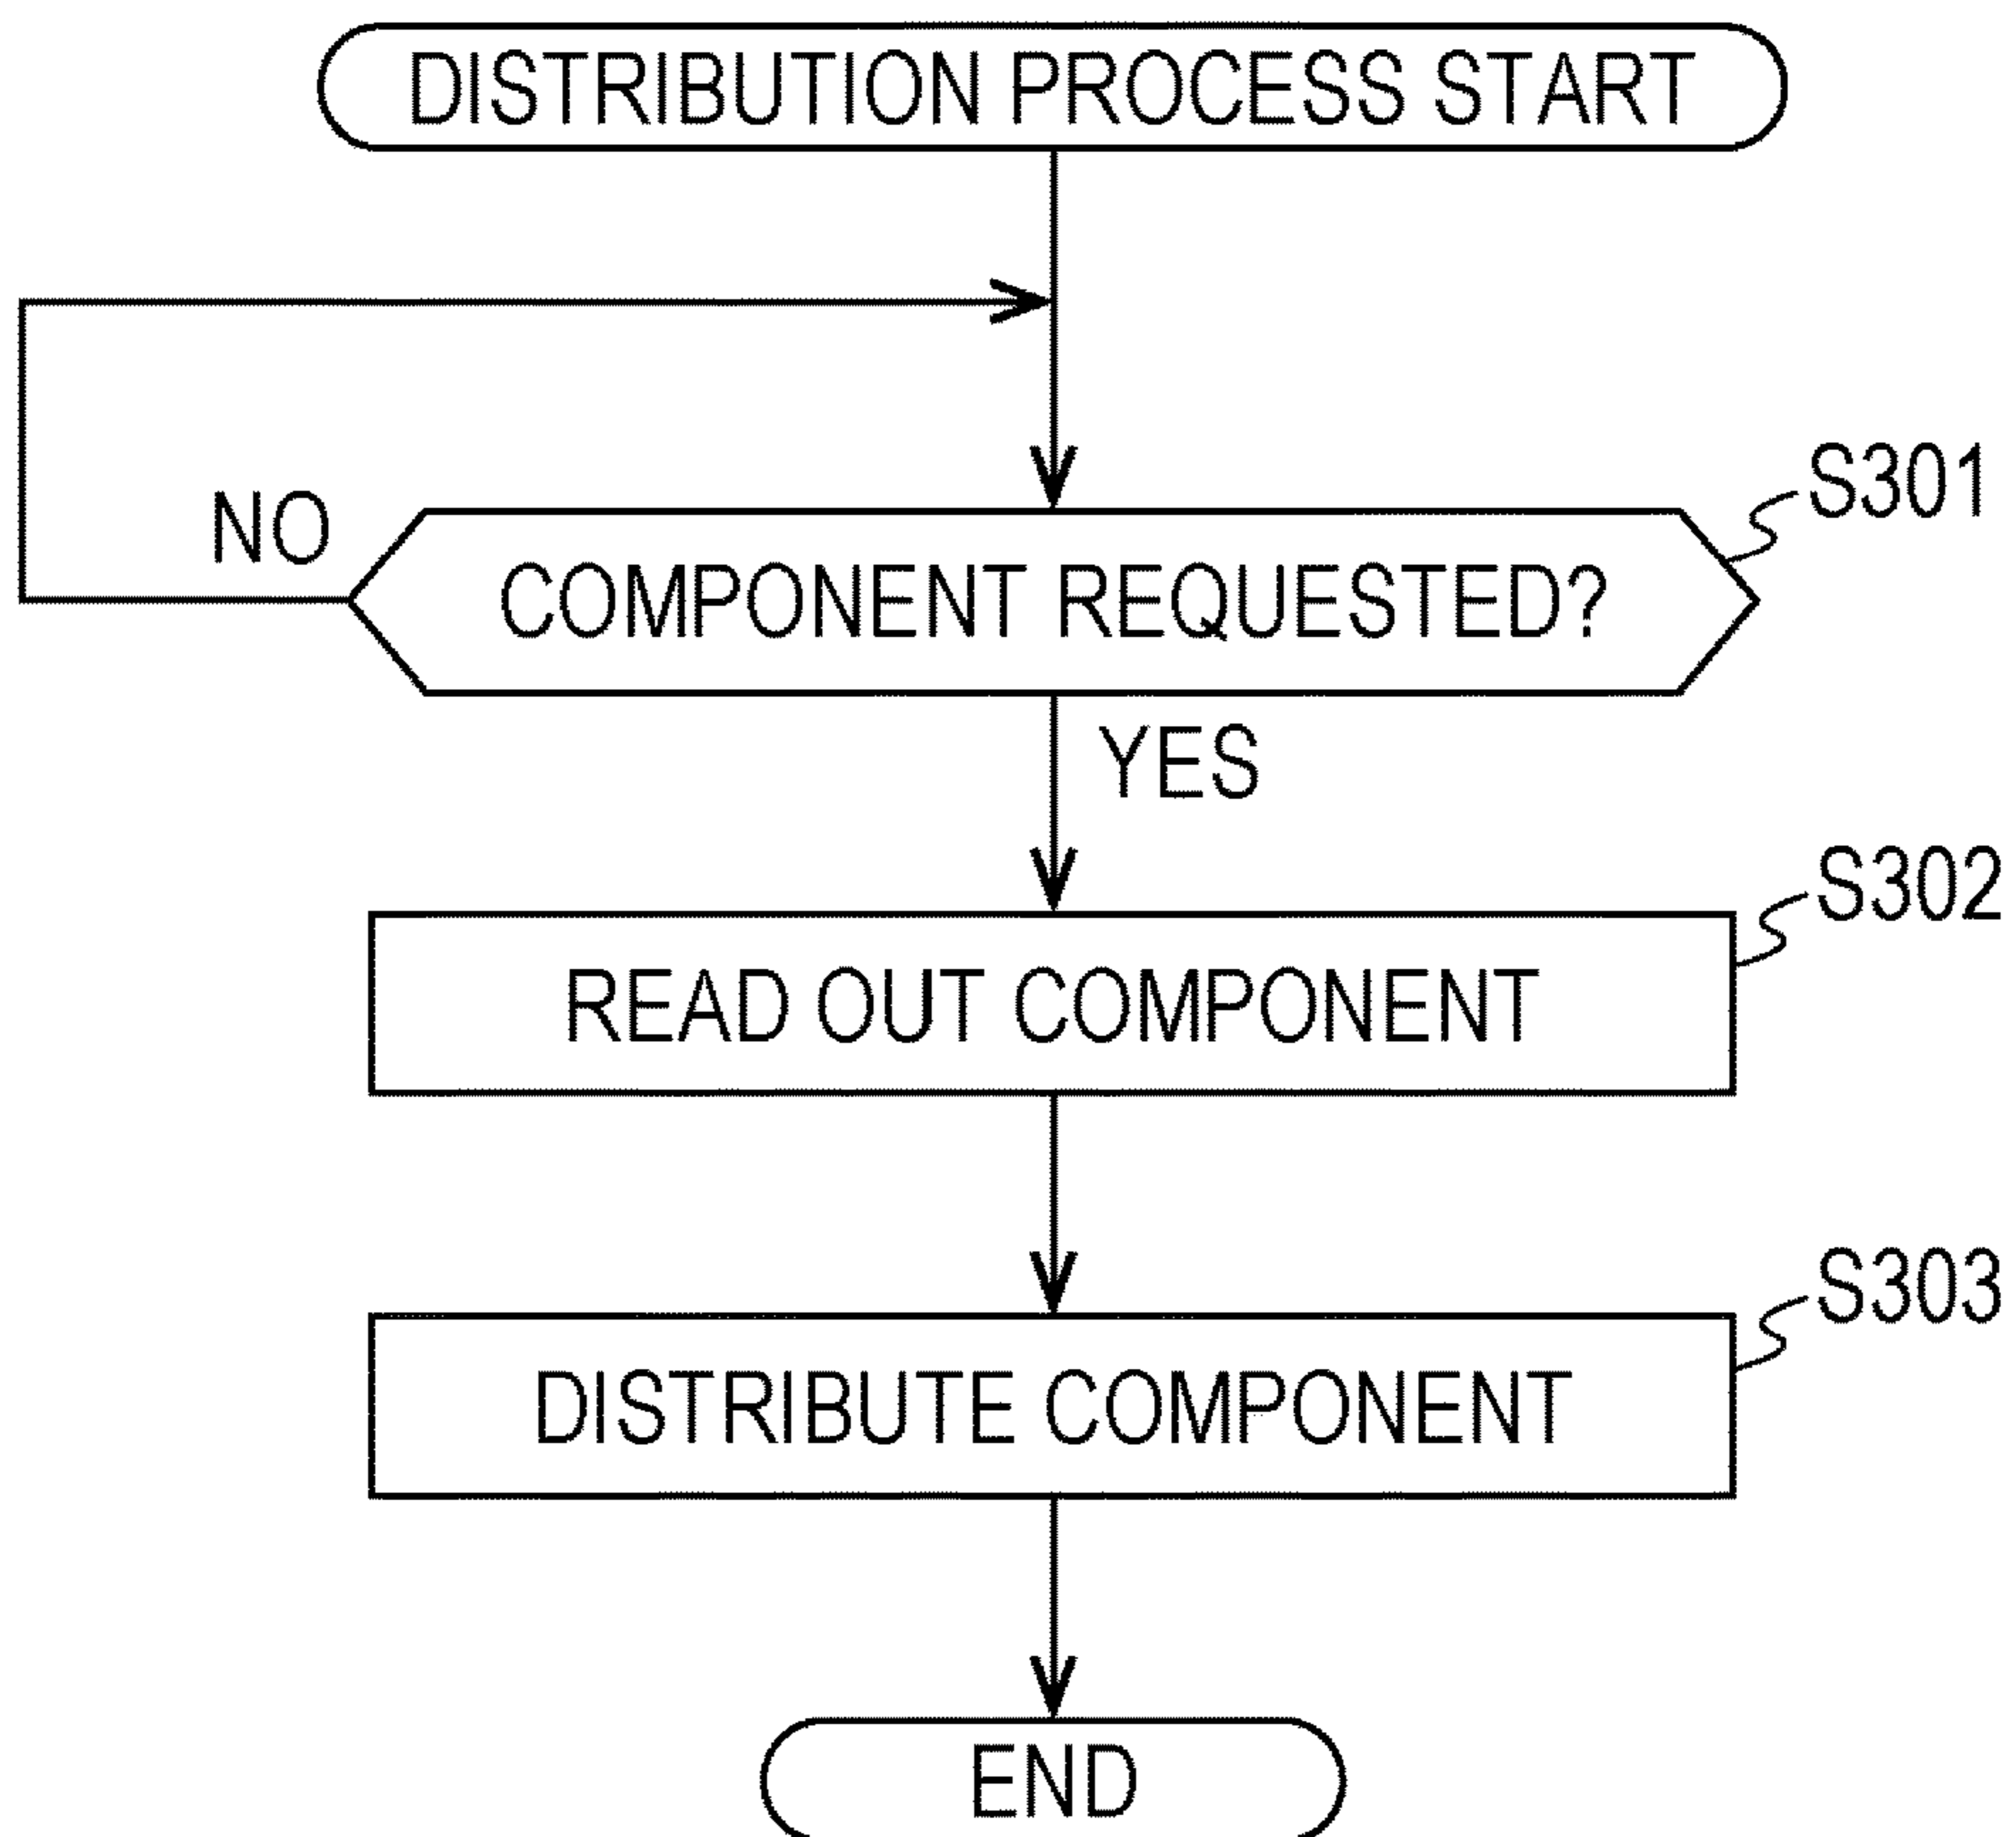 DISTRIBUTION PROCESS START
S301
NO
COMPONENT REQUESTED?
YES
S302
READ OUT COMPONENT
S303
DISTRIBUTE COMPONENT
END